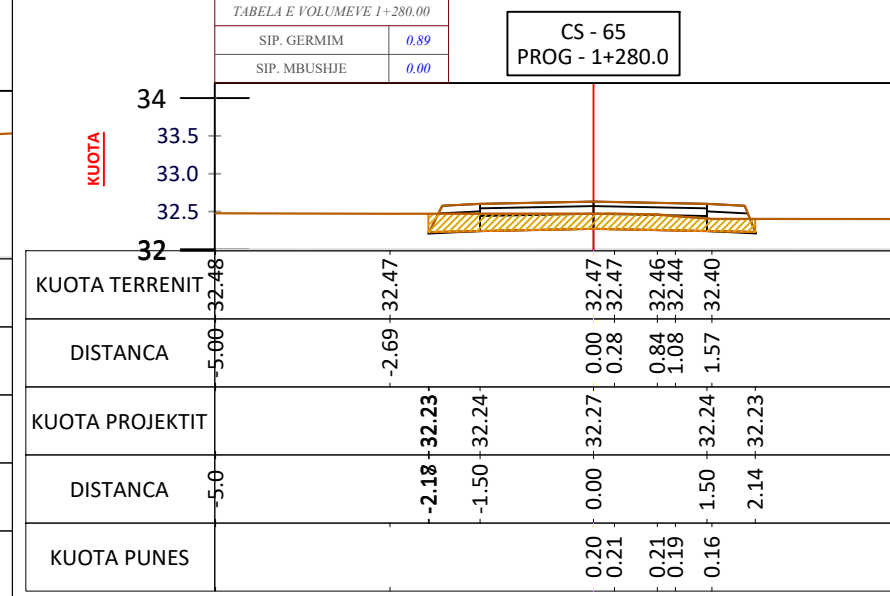 TABELA E VOLUMEVE 1+280.00
SIP. GERMIM 0.89
SIP. MBUSHJE 0.00
CS - 65
PROG - 1+280.0
KUOTA
34
33.5
33.0
32.5
32
KUOTA TERRENIT 32.48 32.47 32.47 32.47 32.46 32.44 32.40
DISTANCA -5.00 -2.69 0.00 0.28 0.84 1.08 1.57
KUOTA PROJEKTIT 32.23 32.24 32.27 32.24 32.23
DISTANCA -5.0 -2.18 -1.50 0.00 1.50 2.14
KUOTA PUNES 0.20 0.21 0.21 0.19 0.16